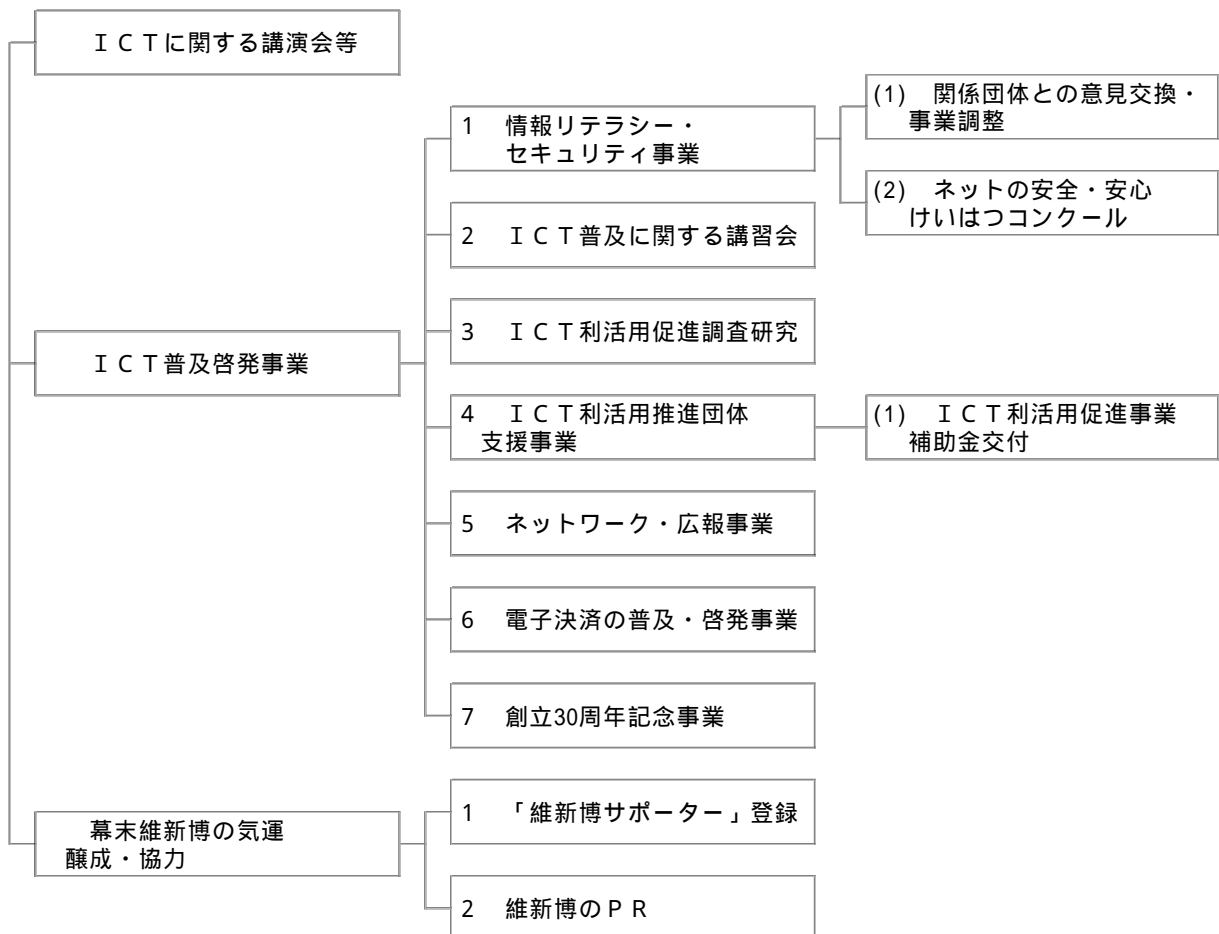 ＩＣＴに関する講演会等
ＩＣＴ普及啓発事業
1　情報リテラシー・
セキュリティ事業
(1)　関係団体との意見交換・
事業調整
(2)　ネットの安全・安心
けいはつコンクール
2　ＩＣＴ普及に関する講習会
3　ＩＣＴ利活用促進調査研究
4　ＩＣＴ利活用推進団体
支援事業
(1)　ＩＣＴ利活用促進事業
補助金交付
5　ネットワーク・広報事業
6　電子決済の普及・啓発事業
7　創立30周年記念事業
幕末維新博の気運
醸成・協力
1　「維新博サポーター」登録
2　維新博のＰＲ